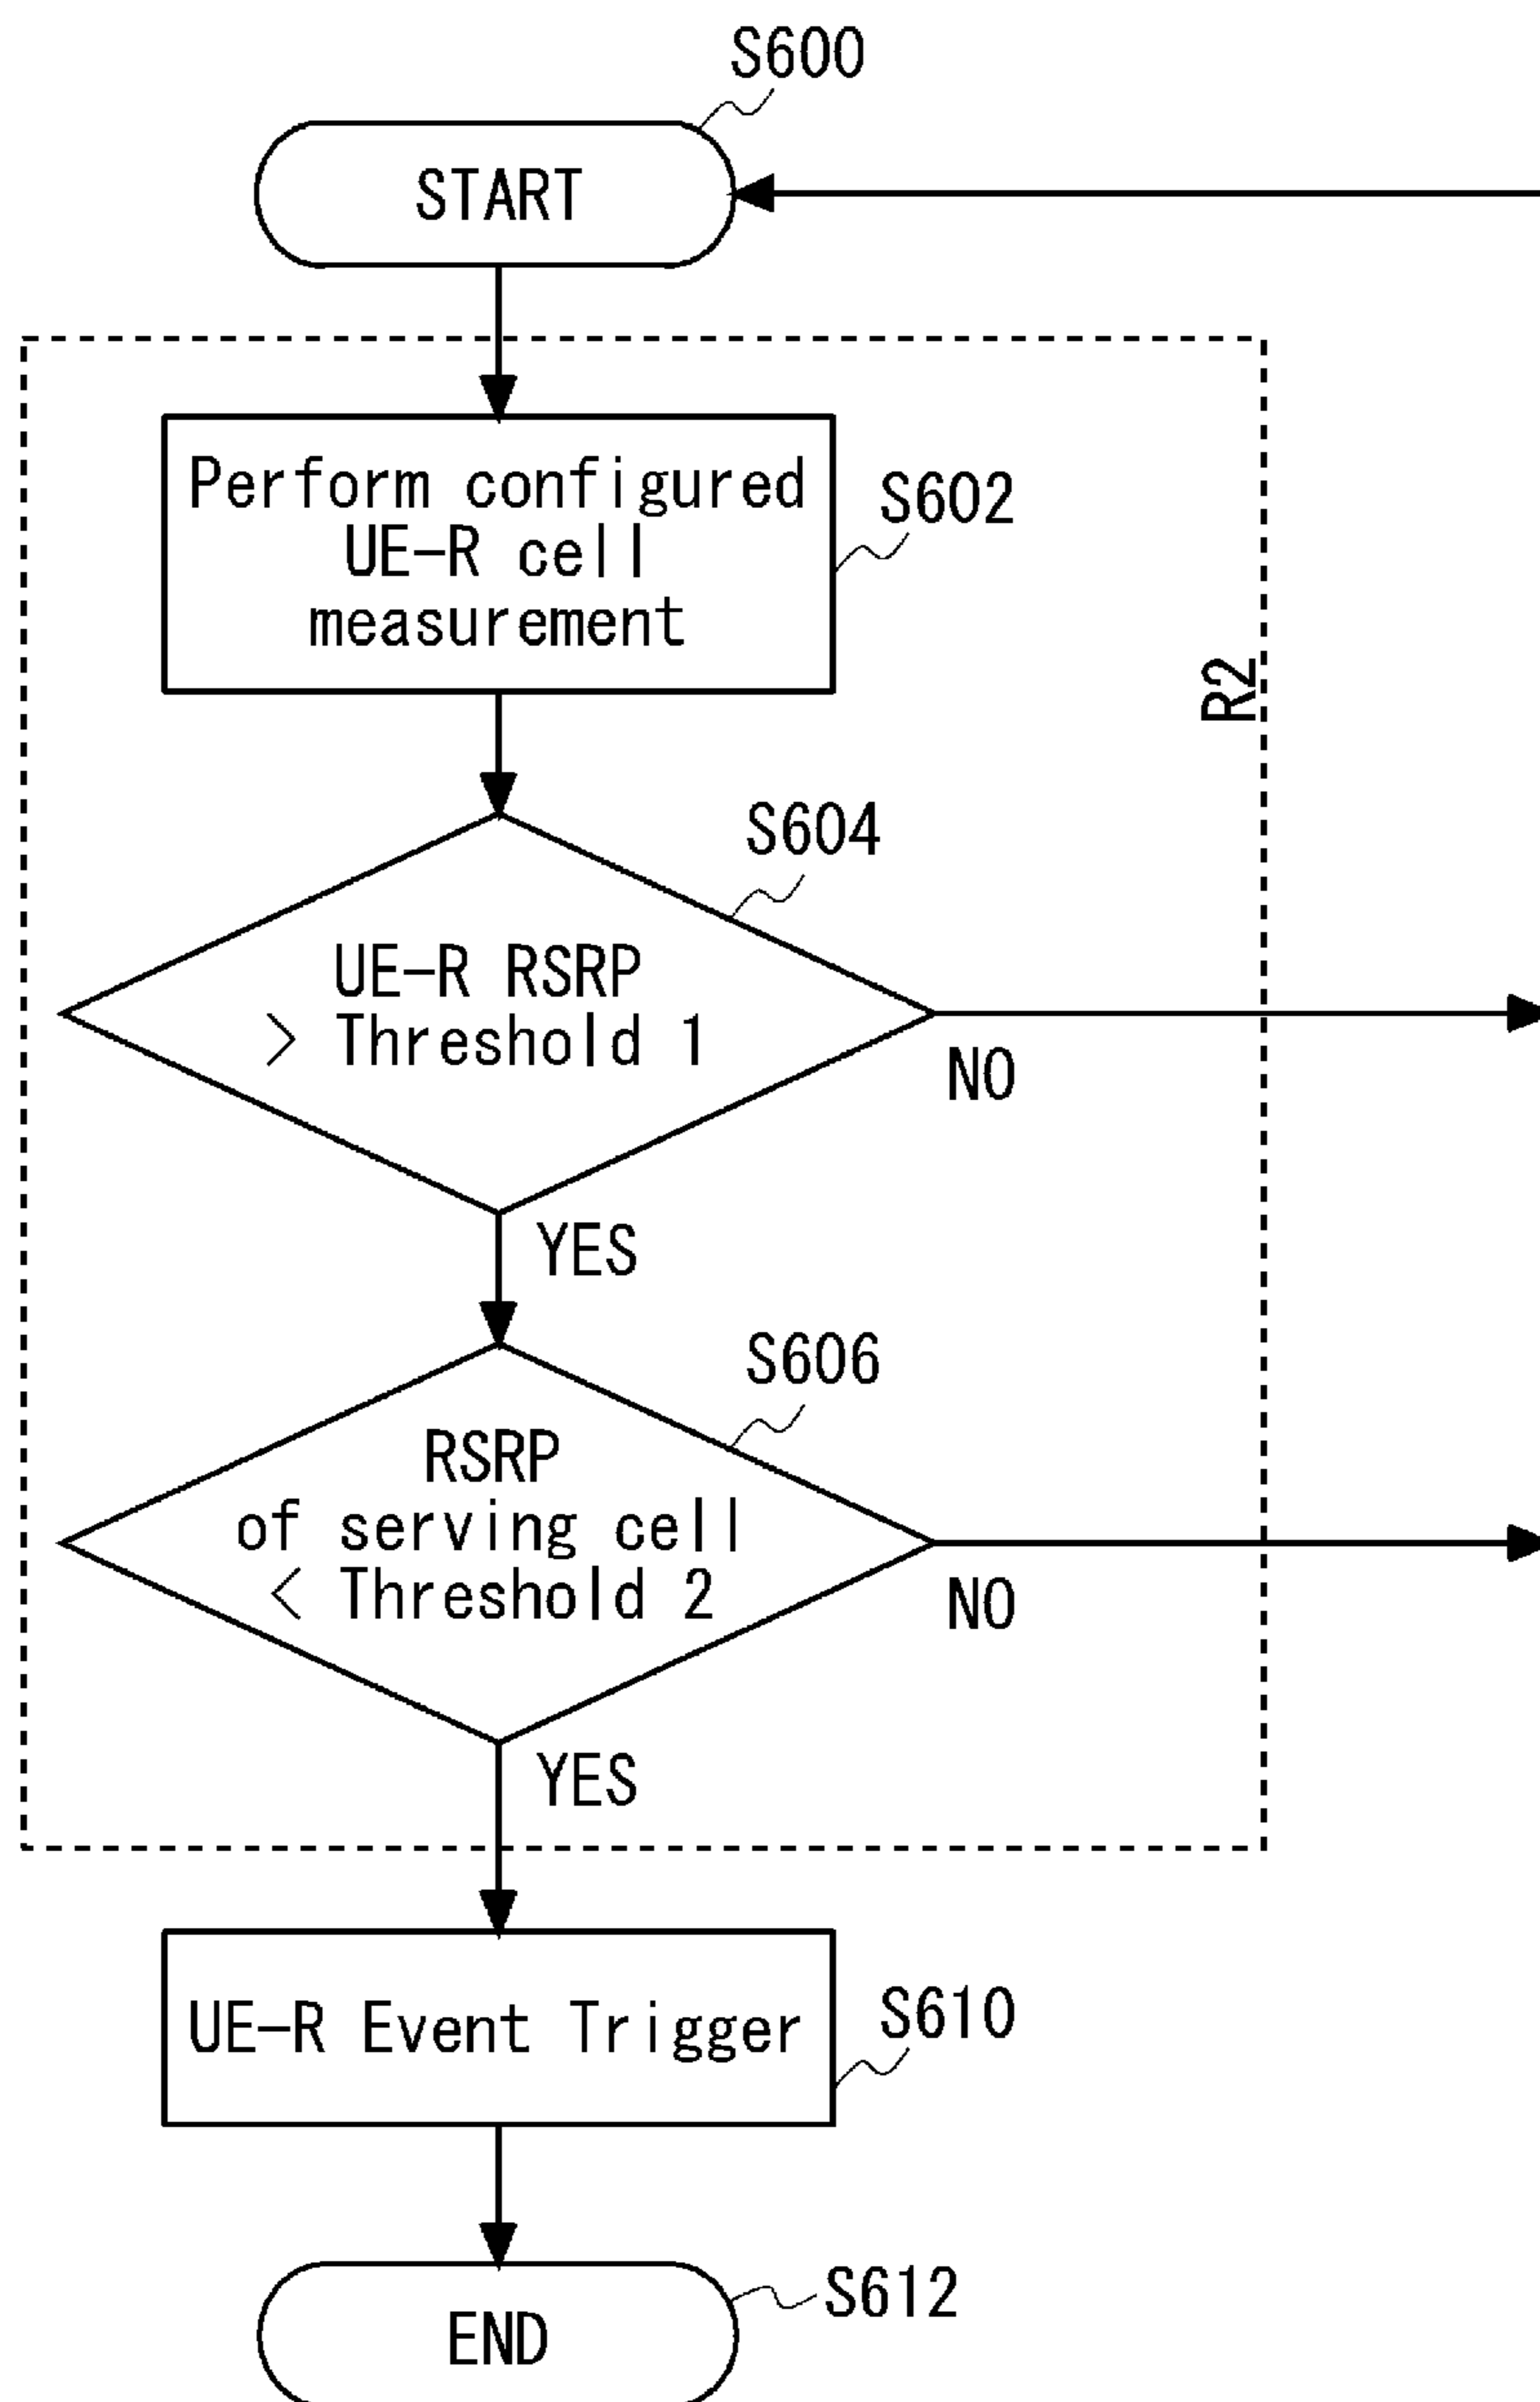 S600
START
Perform configured
UE-R cell
measurement
S602
R2
S604
UE-R RSRP
> Threshold 1
NO
YES
S606
RSRP
of serving cell
< Threshold 2
NO
YES
UE-R Event Trigger
S610
S612
END